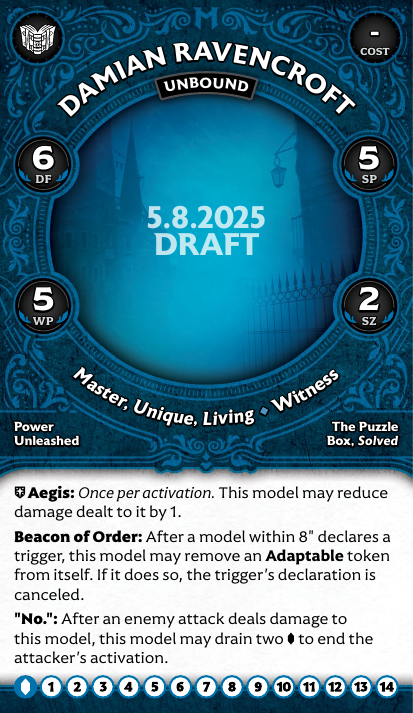 DAMIAN RAVENCROFT
UNBOUND
-
COST
6
DF
5
SP
5.8.2025
DRAFT
5
WP
2
SZ
Master, Unique, Living ⬥ Witness
Power
Unleashed
The Puzzle
Box, Solved
Aegis: Once per activation. This model may reduce
damage dealt to it by 1.
Beacon of Order: After a model within 8" declares a
trigger, this model may remove an Adaptable token
from itself. If it does so, the trigger's declaration is
canceled.
"No.": After an enemy attack deals damage to
this model, this model may drain two ⬮ to end the
attacker's activation.
1 2 3 4 5 6 7 8 9 10 11 12 13 14